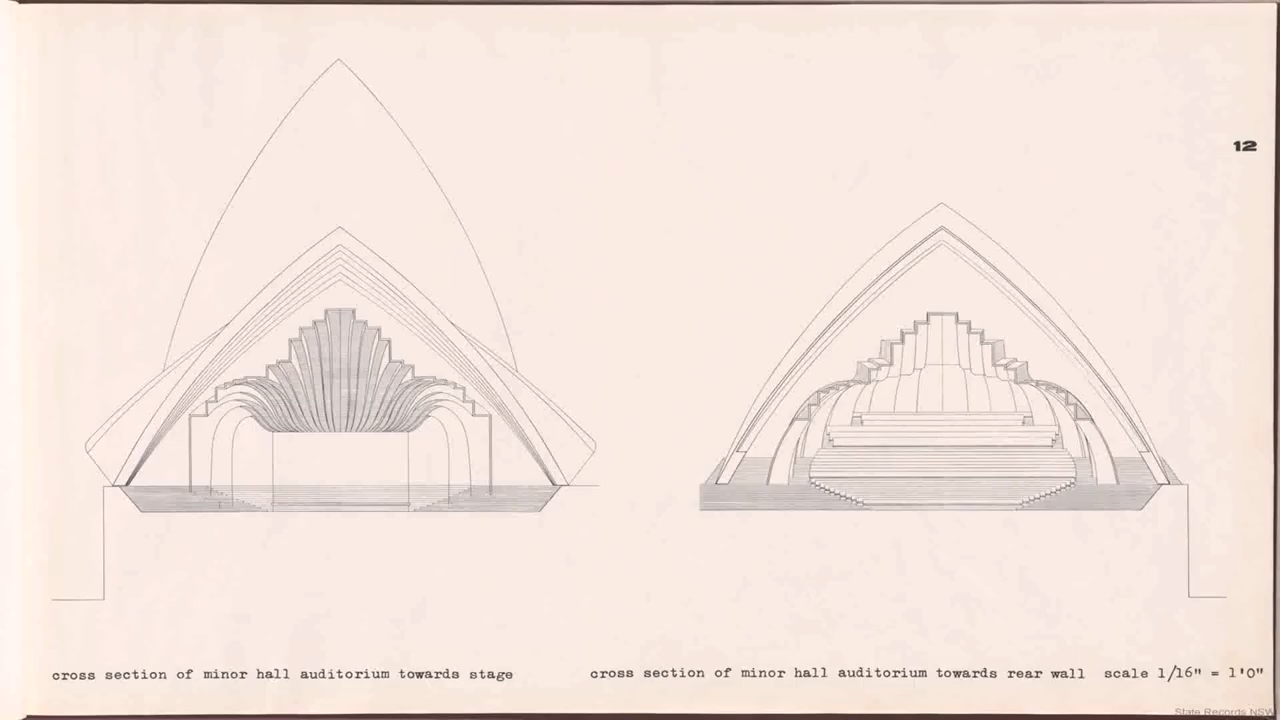 12
cross section of minor hall auditorium towards stage
cross section of minor hall auditorium towards rear wall scale 1/16" = 1'0"
State Records NSW